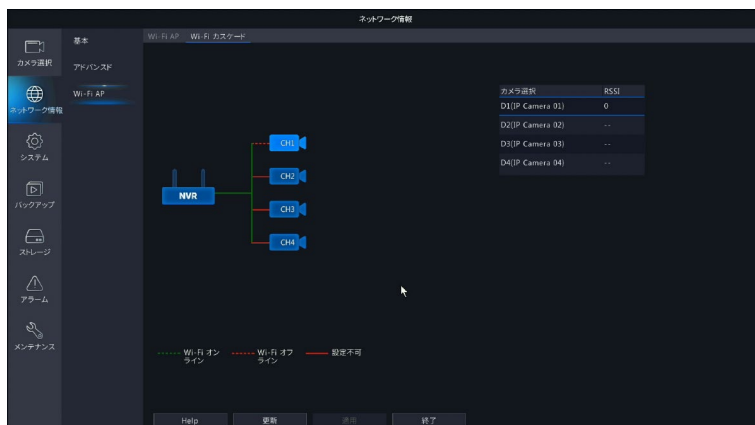 ネットワーク情報
カメラ選択
ネットワーク情報
システム
バックアップ
ストレージ
アラーム
メンテナンス
基本
アドバンスド
Wi-Fi AP
Wi-Fi AP Wi-Fi カスケード
NVR
CH1
CH2
CH3
CH4
カメラ選択 RSSI
D1(IP Camera 01) 0
D2(IP Camera 02) --
D3(IP Camera 03) --
D4(IP Camera 04) --
Wi-Fi オン
ライン
Wi-Fi オフ
ライン
設定不可
Help 更新 適用 終了